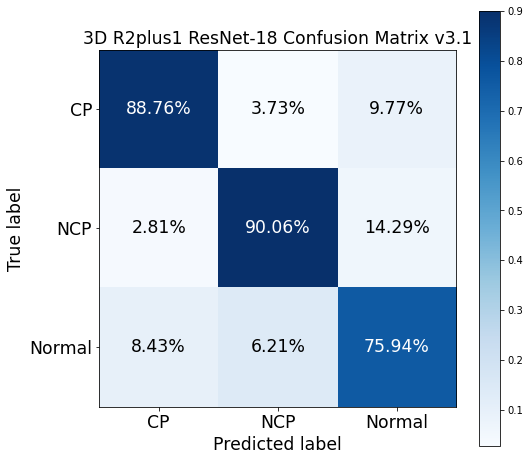 3D R2plus1 ResNet-18 Confusion Matrix v3.1
True label
CP 88.76% 3.73% 9.77%
NCP 2.81% 90.06% 14.29%
Normal 8.43% 6.21% 75.94%
CP NCP Normal
Predicted label
0.9
0.8
0.7
0.6
0.5
0.4
0.3
0.2
0.1